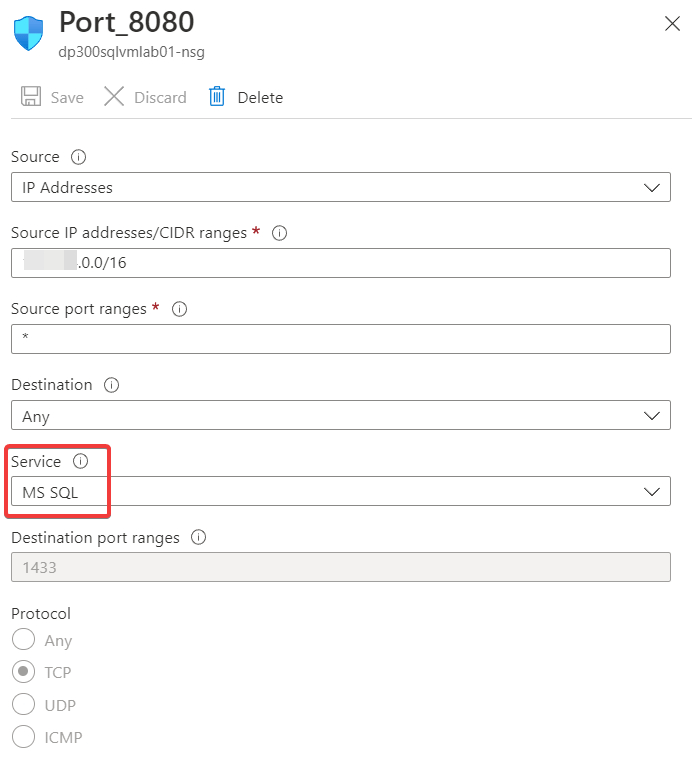 Port_8080
dp300sqlvmlab01-nsg
Save Discard Delete
Source
IP Addresses
Source IP addresses/CIDR ranges *
.0.0/16
Source port ranges *
*
Destination
Any
Service
MS SQL
Destination port ranges
1433
Protocol
Any
TCP
UDP
ICMP